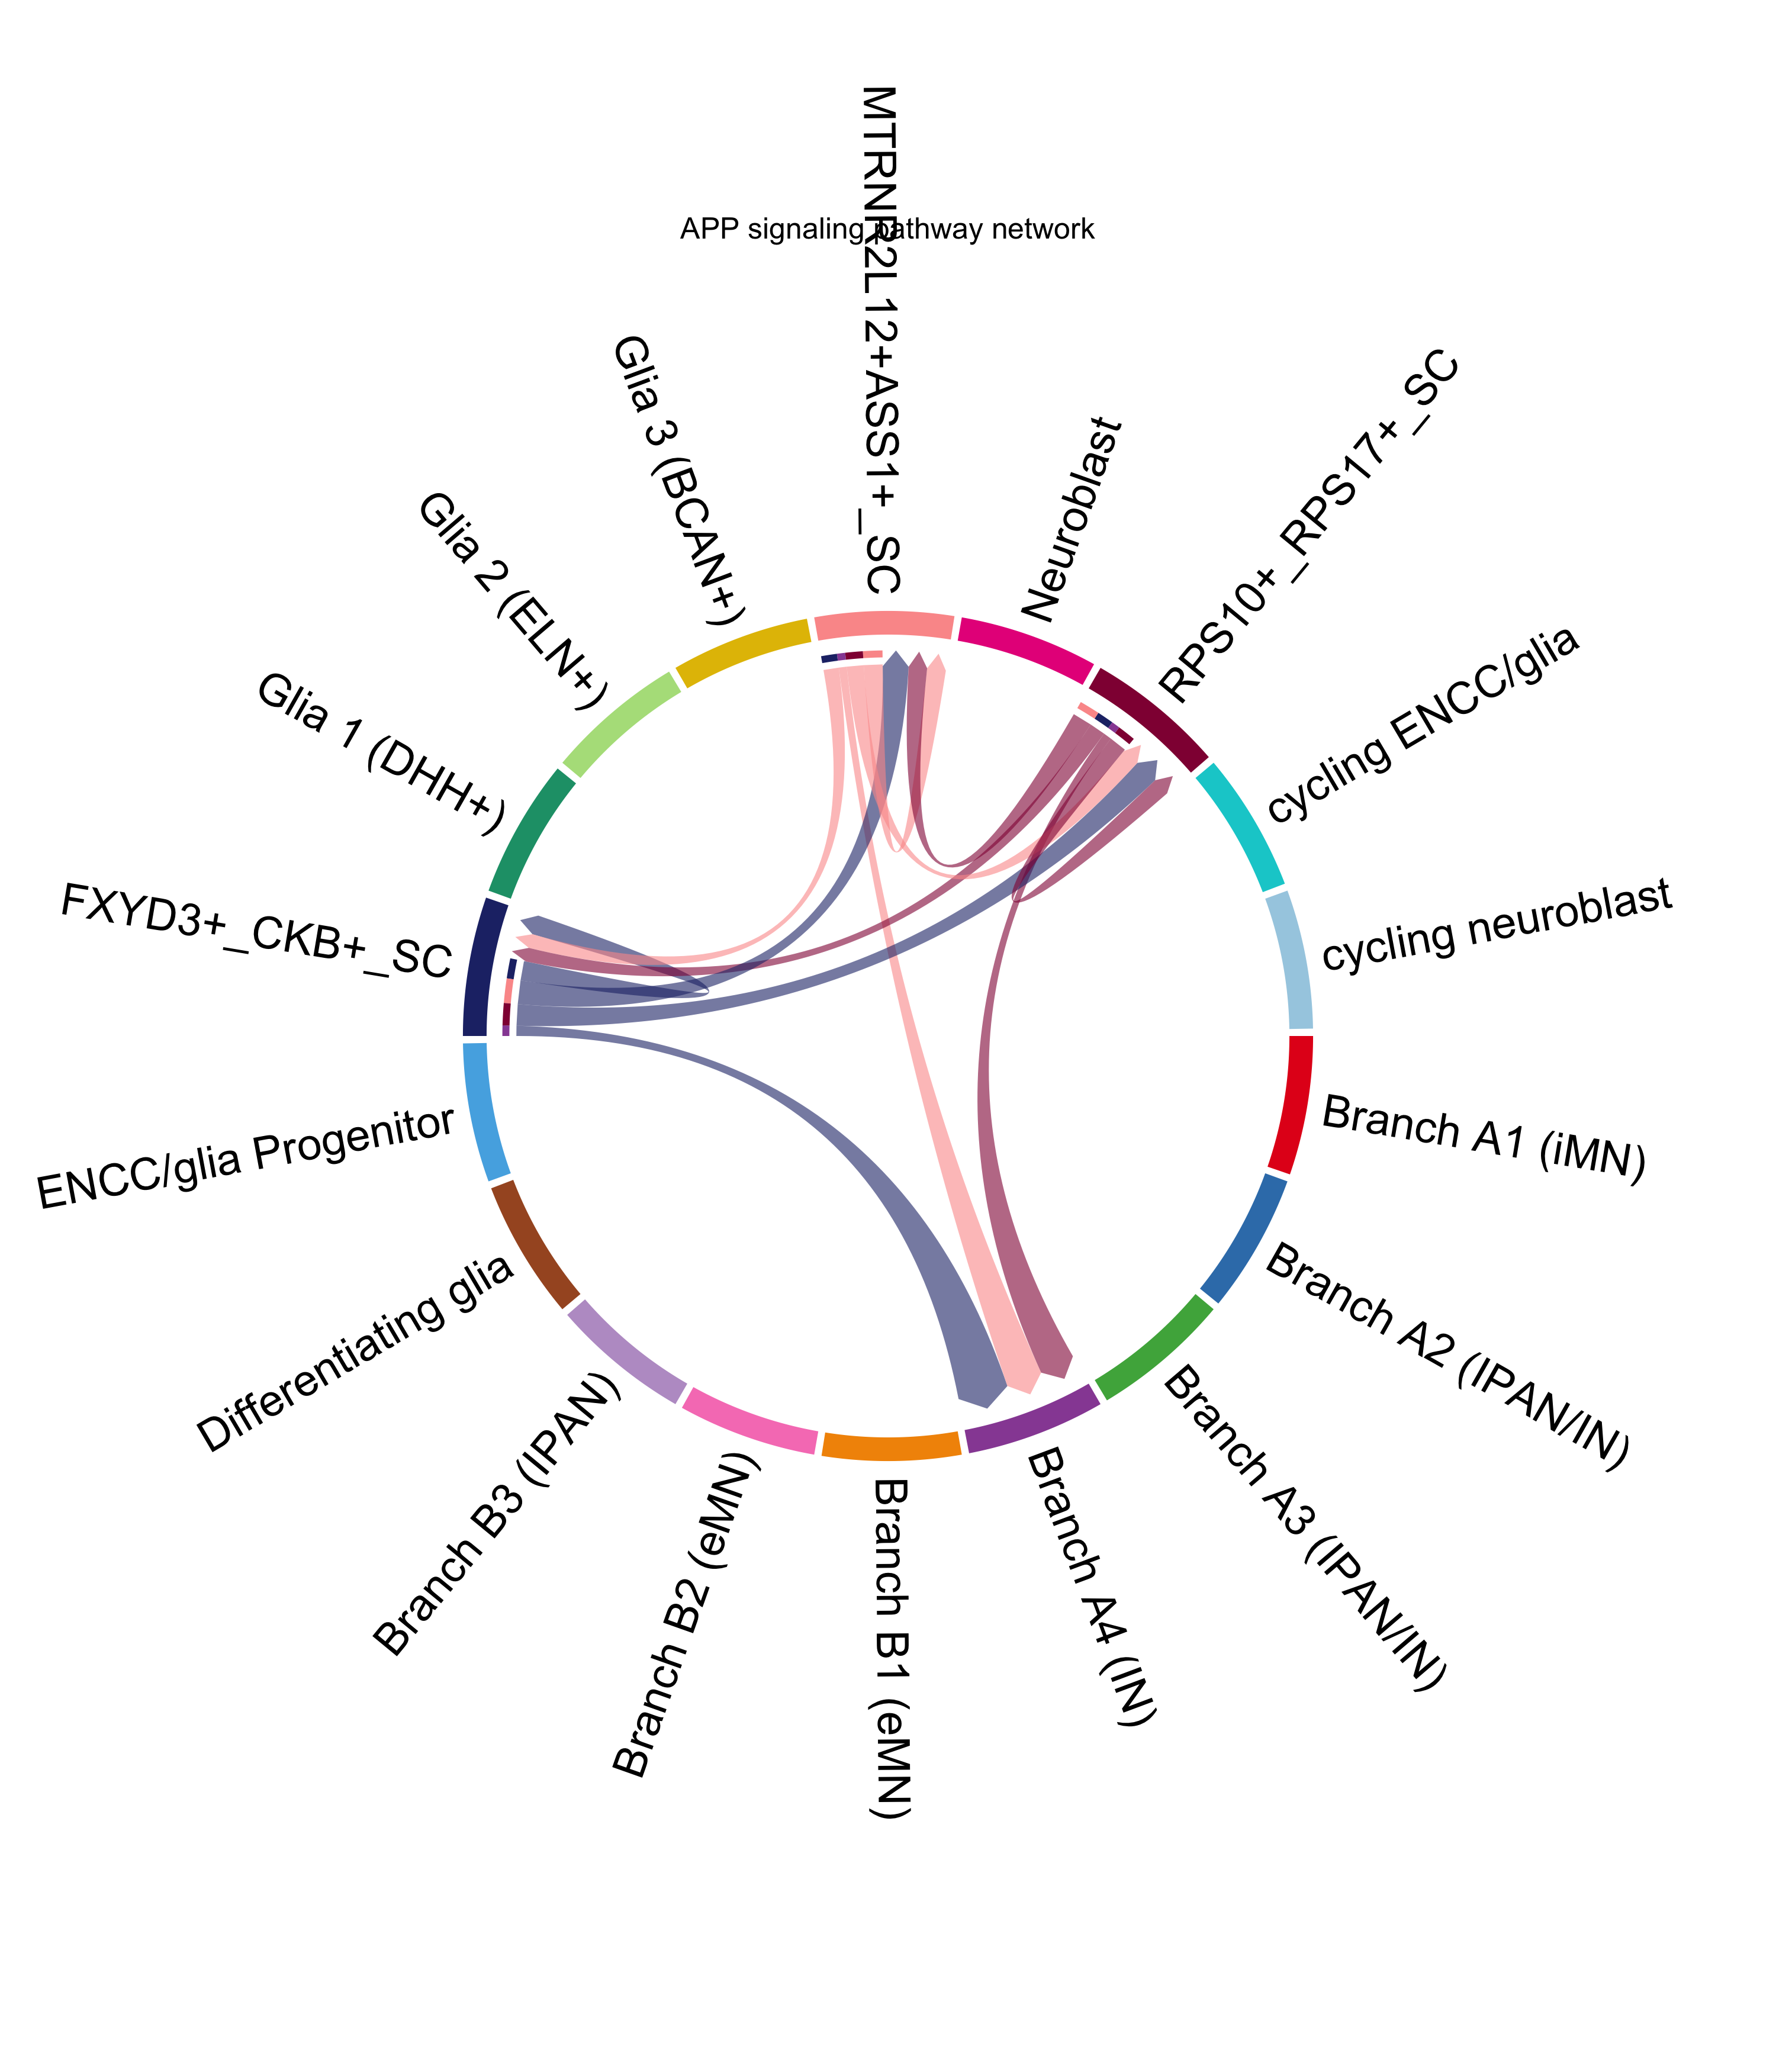 APP signaling pathway network
MTRNR2L12+ASS1+_SC
Neuroblast
RPS10+_RPS17+_SC
cycling ENCC/glia
cycling neuroblast
Branch A1 (iMN)
Branch A2 (IPAN/IN)
Branch A3 (IPAN/IN)
Branch A4 (IN)
Branch B1 (eMN)
Branch B2 (eMN)
Branch B3 (IPAN)
Differentiating glia
ENCC/glia Progenitor
FXYD3+_CKB+_SC
Glia 1 (DHH+)
Glia 2 (ELN+)
Glia 3 (BCAN+)